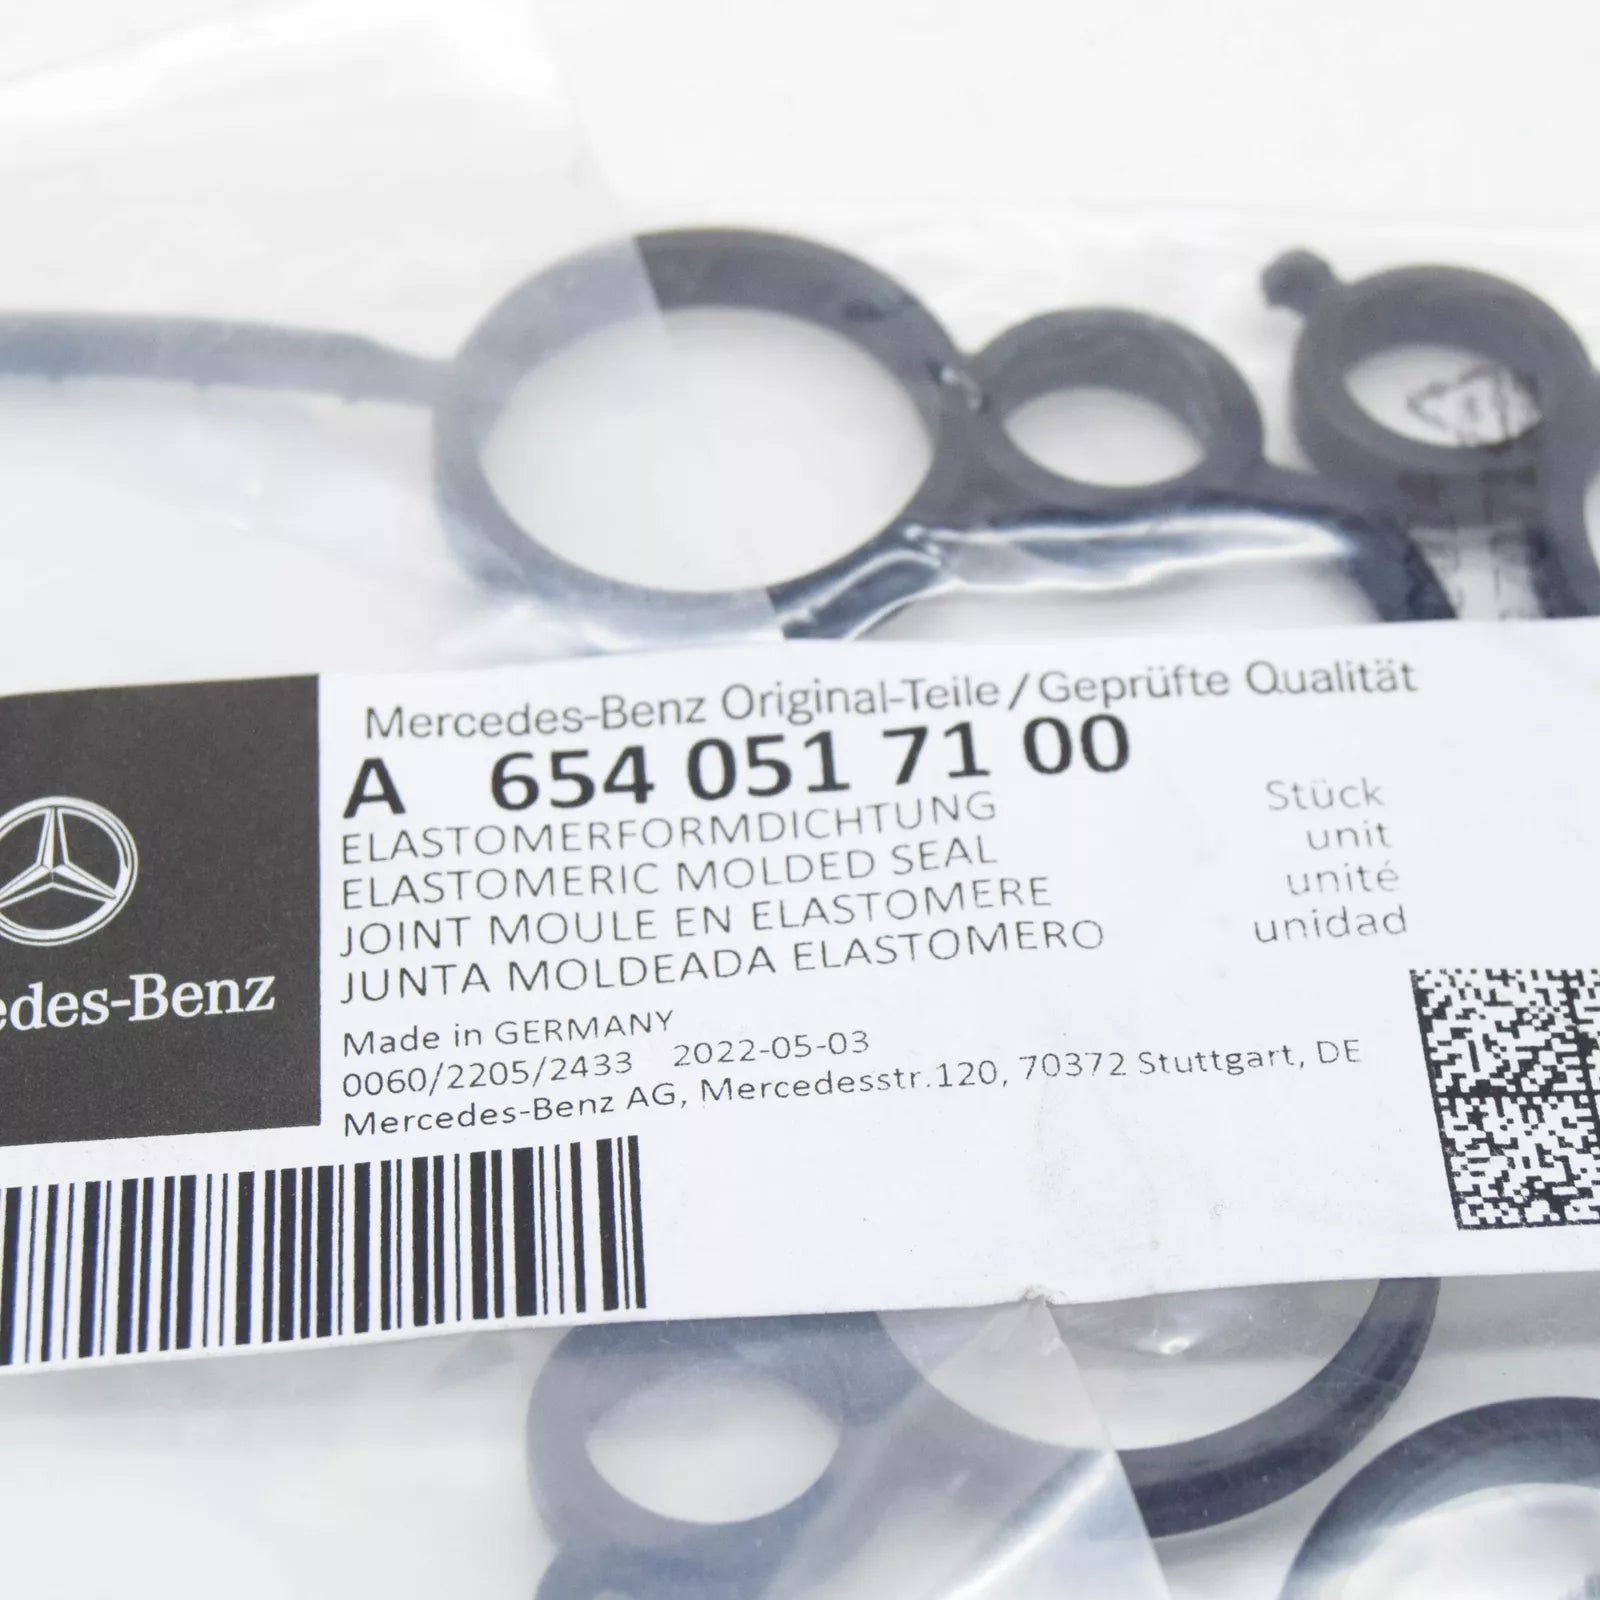 Mercedes-Benz Original-Teile/Geprüfte Qualität
A 654 051 71 00
ELASTOMERFORMDICHTUNG
ELASTOMERIC MOLDED SEAL
JOINT MOULE EN ELASTOMERE
JUNTA MOLDEADA ELASTOMERO
Stück
unit
unité
unidad
edes-Benz
Made in GERMANY
0060/2205/2433 2022-05-03
Mercedes-Benz AG, Mercedesstr.120, 70372 Stuttgart, DE